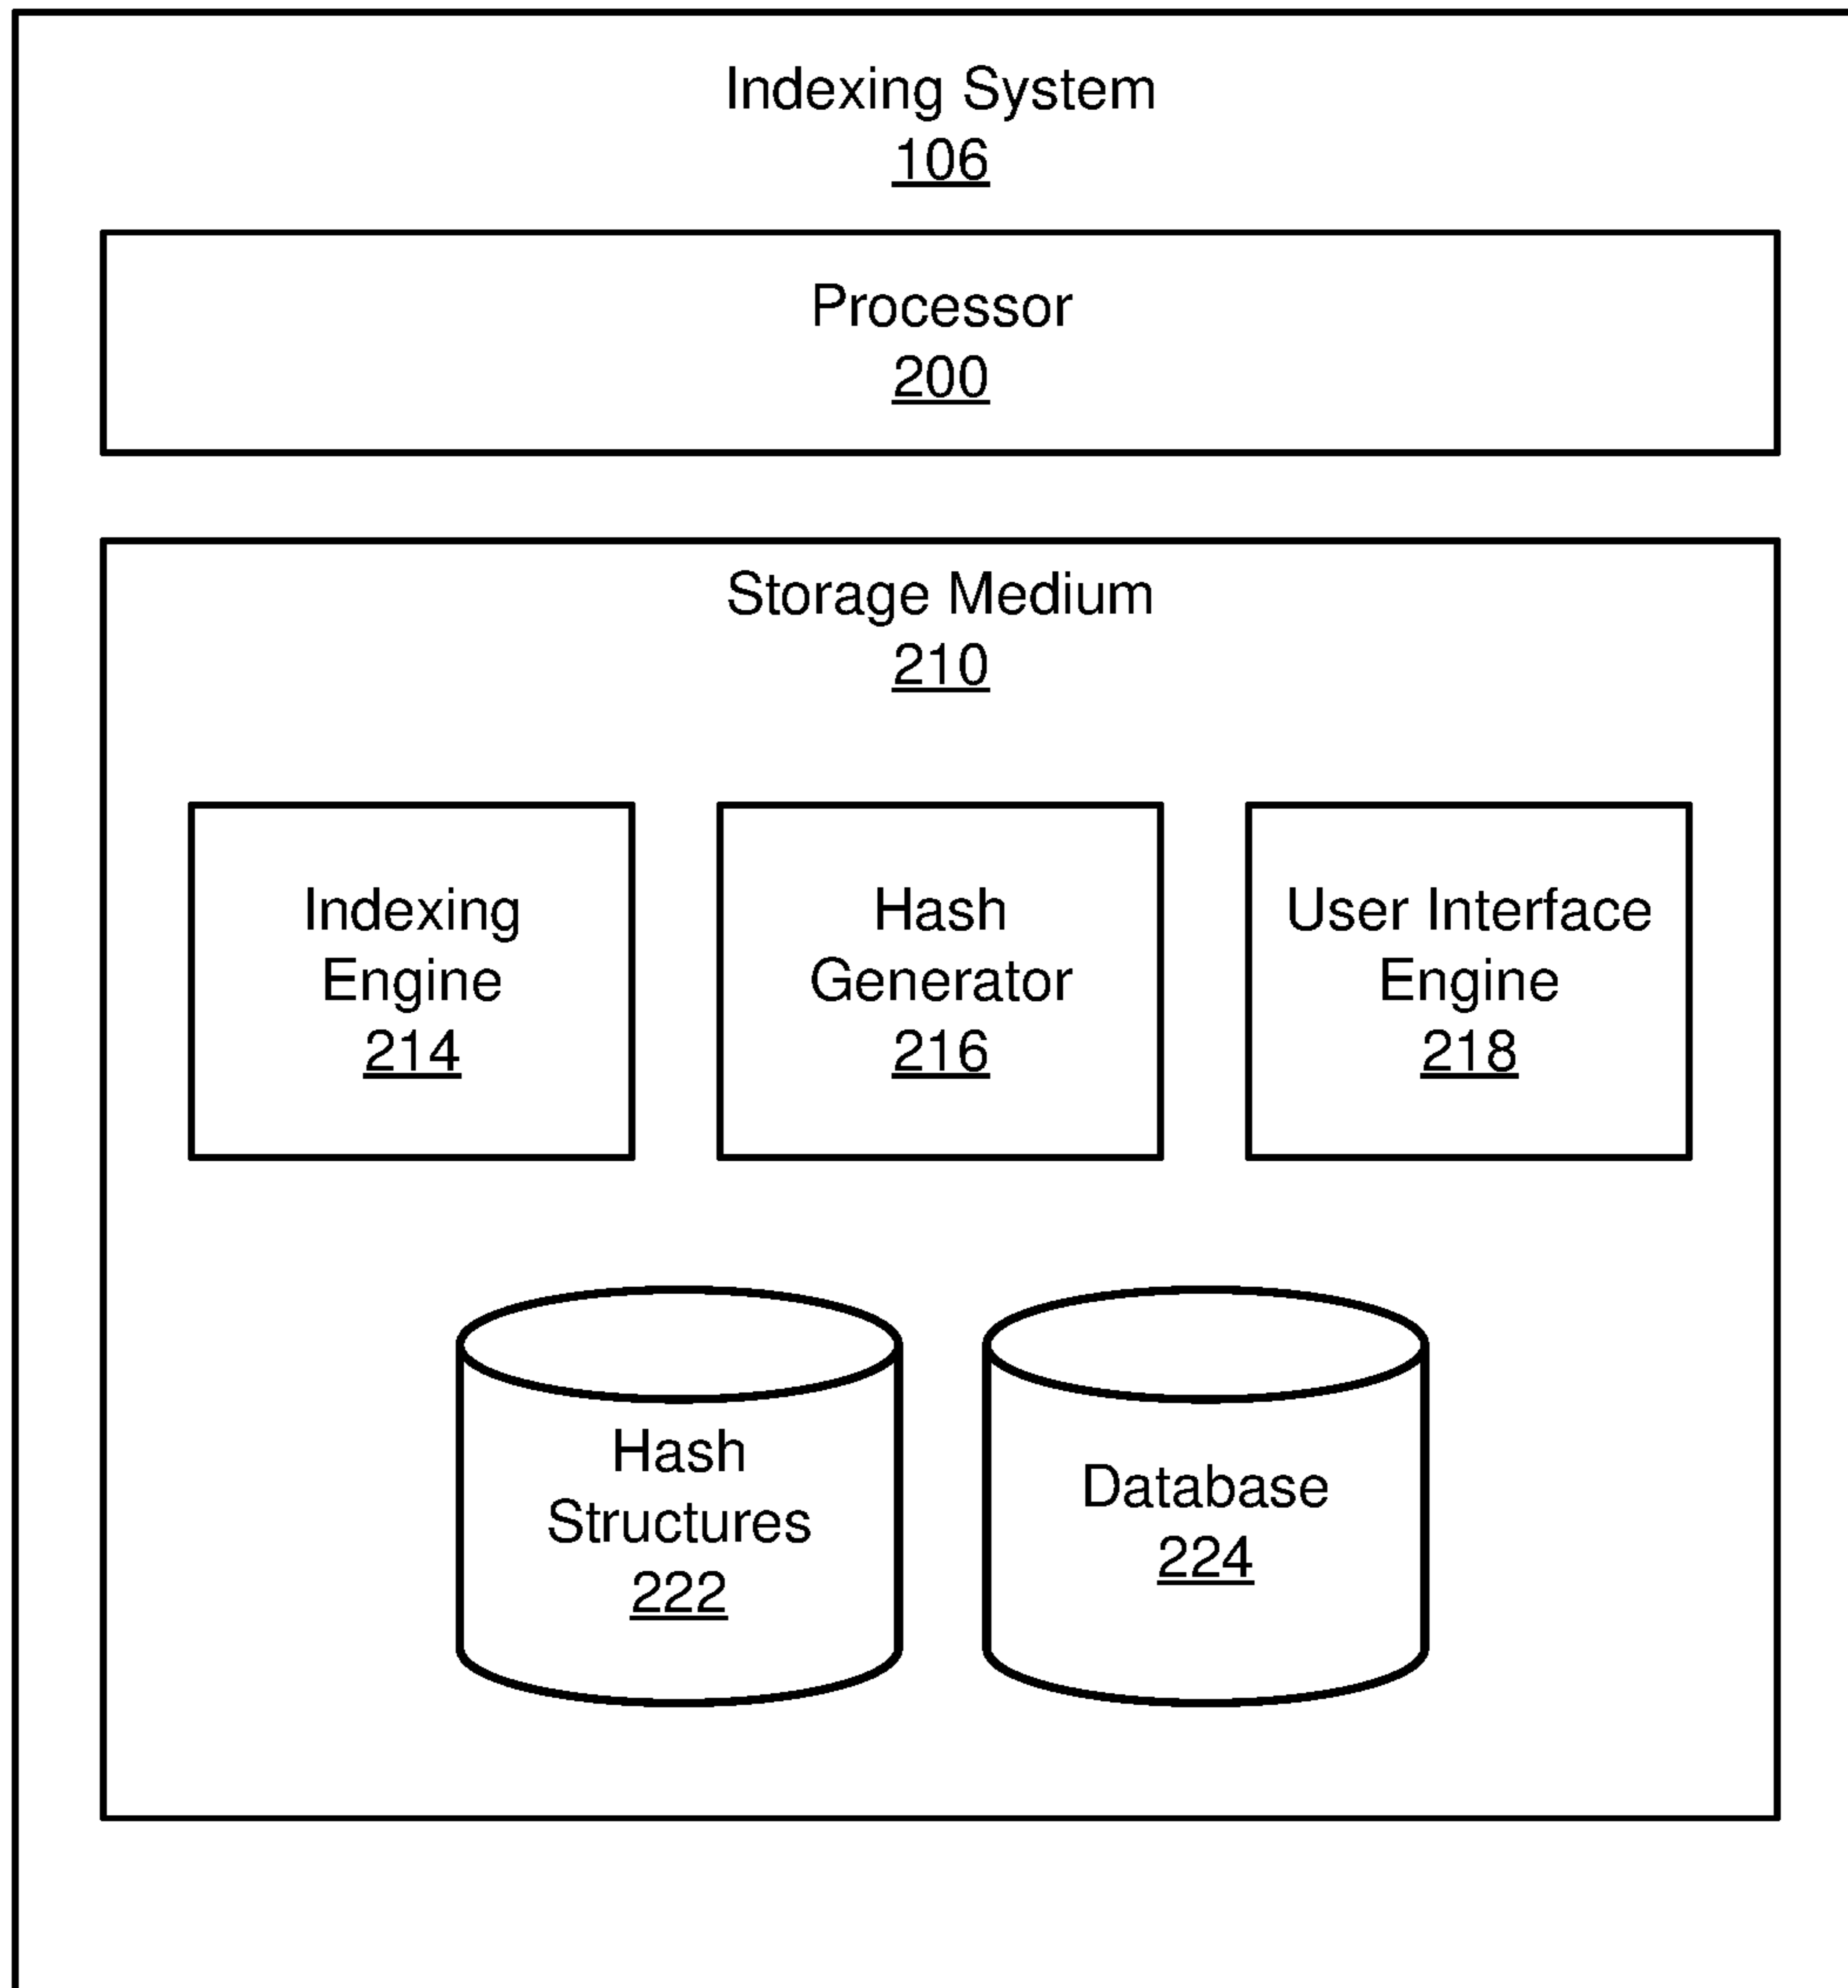 Indexing System
106
Processor
200
Storage Medium
210
Indexing
Engine
214
Hash
Generator
216
User Interface
Engine
218
Hash
Structures
222
Database
224